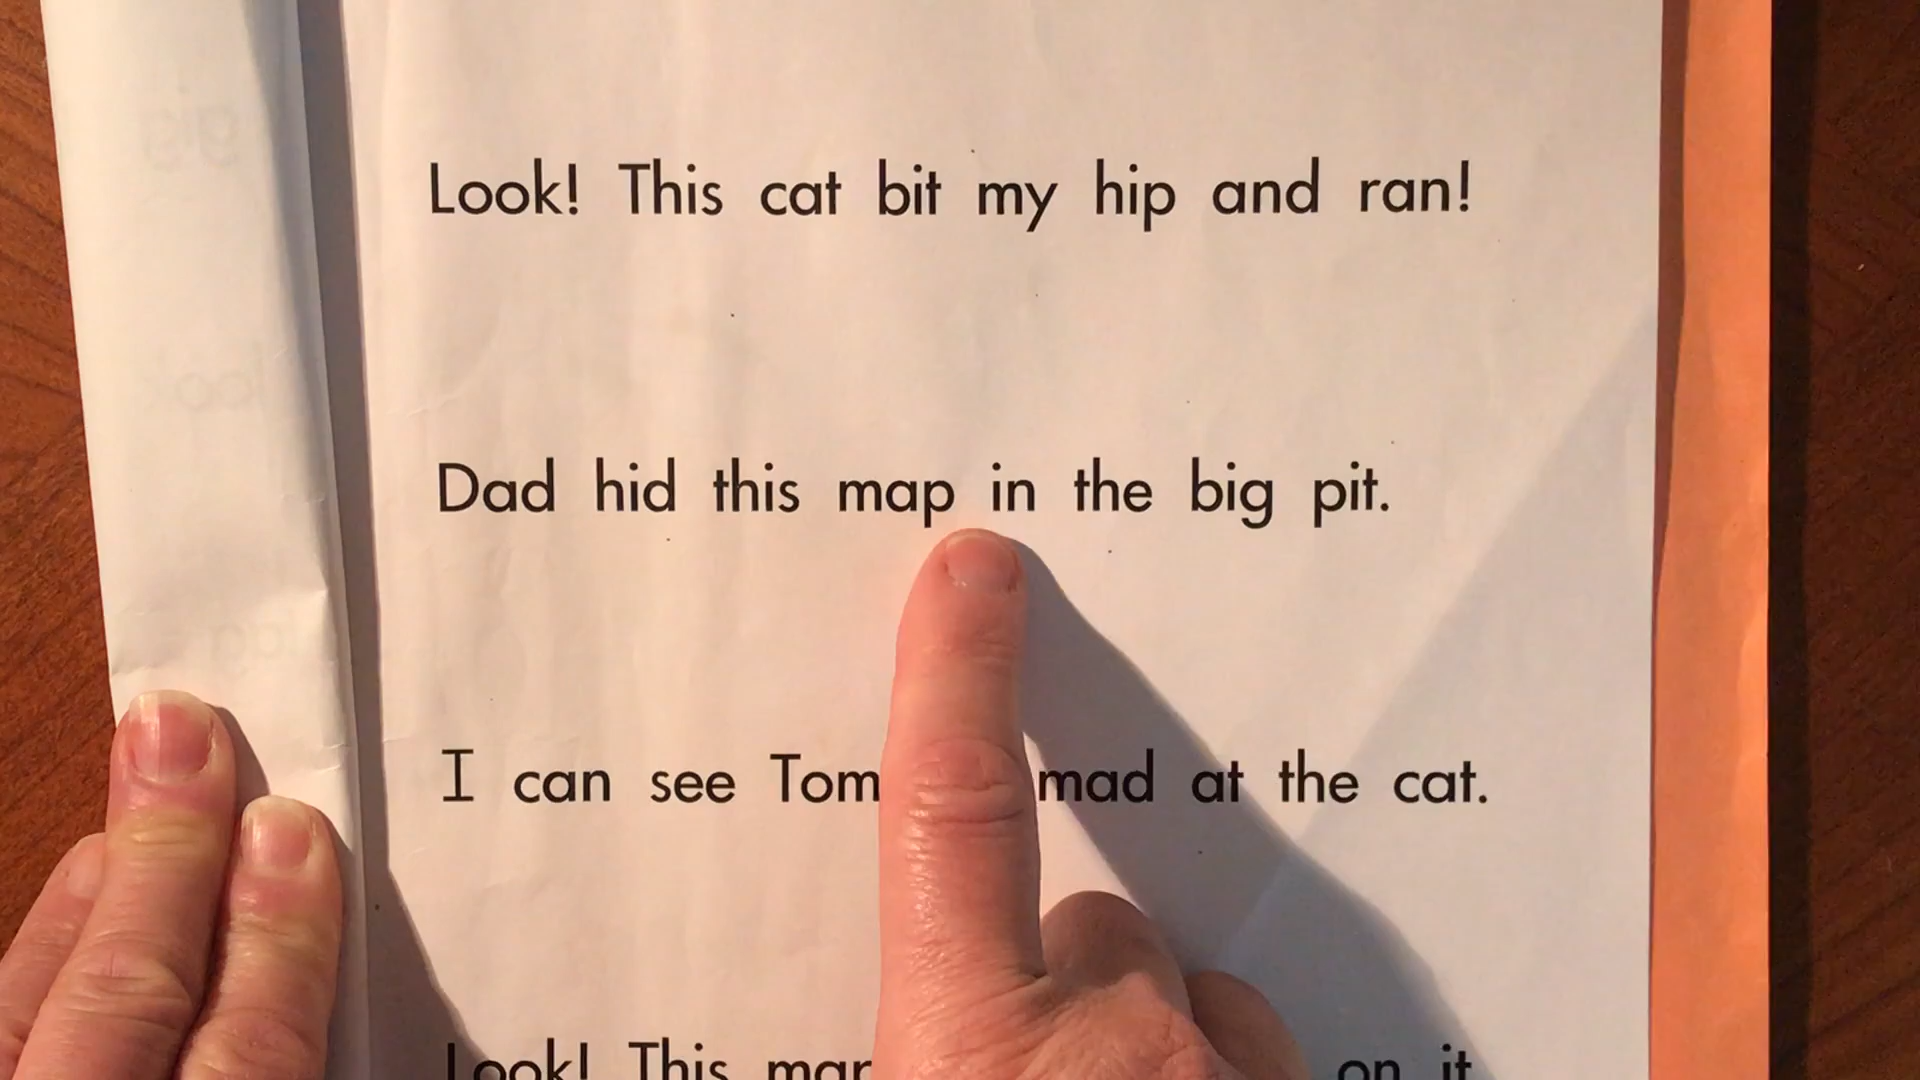 Look! This cat bit my hip and ran!
Dad hid this map in the big pit.
I can see Tom mad at the cat.
Look! This on it